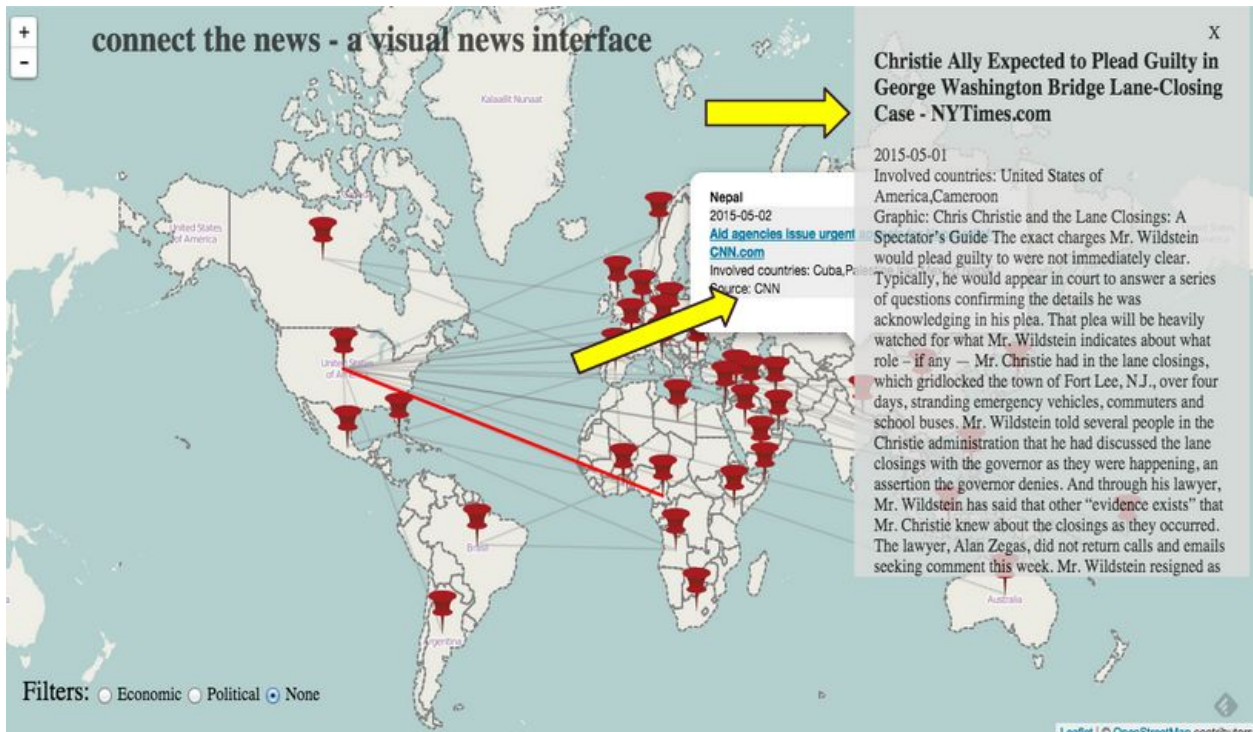 +
-
connect the news - a visual news interface
X
Christie Ally Expected to Plead Guilty in
George Washington Bridge Lane-Closing
Case - NYTimes.com
2015-05-01
Involved countries: United States of
America,Cameroon
Graphic: Chris Christie and the Lane Closings: A
Spectator's Guide The exact charges Mr. Wildstein
would plead guilty to were not immediately clear.
Typically, he would appear in court to answer a series
of questions confirming the details he was
acknowledging in his plea. That plea will be heavily
watched for what Mr. Wildstein indicates about what
role – if any — Mr. Christie had in the lane closings,
which gridlocked the town of Fort Lee, N.J., over four
days, stranding emergency vehicles, commuters and
school buses. Mr. Wildstein told several people in the
Christie administration that he had discussed the lane
closings with the governor as they were happening, an
assertion the governor denies. And through his lawyer,
Mr. Wildstein has said that other “evidence exists” that
Mr. Christie knew about the closings as they occurred.
The lawyer, Alan Zegas, did not return calls and emails
seeking comment this week. Mr. Wildstein resigned as
Nepal
2015-05-02
Aid agencies issue urgent
CNN.com
Involved countries: Cuba,
Source: CNN
Kalaallit Nunaat
United States
of America
United States
of
Brasil
Argentina
Australia
Filters: Economic Political None
Leaflet | © OpenStreetMap contributors